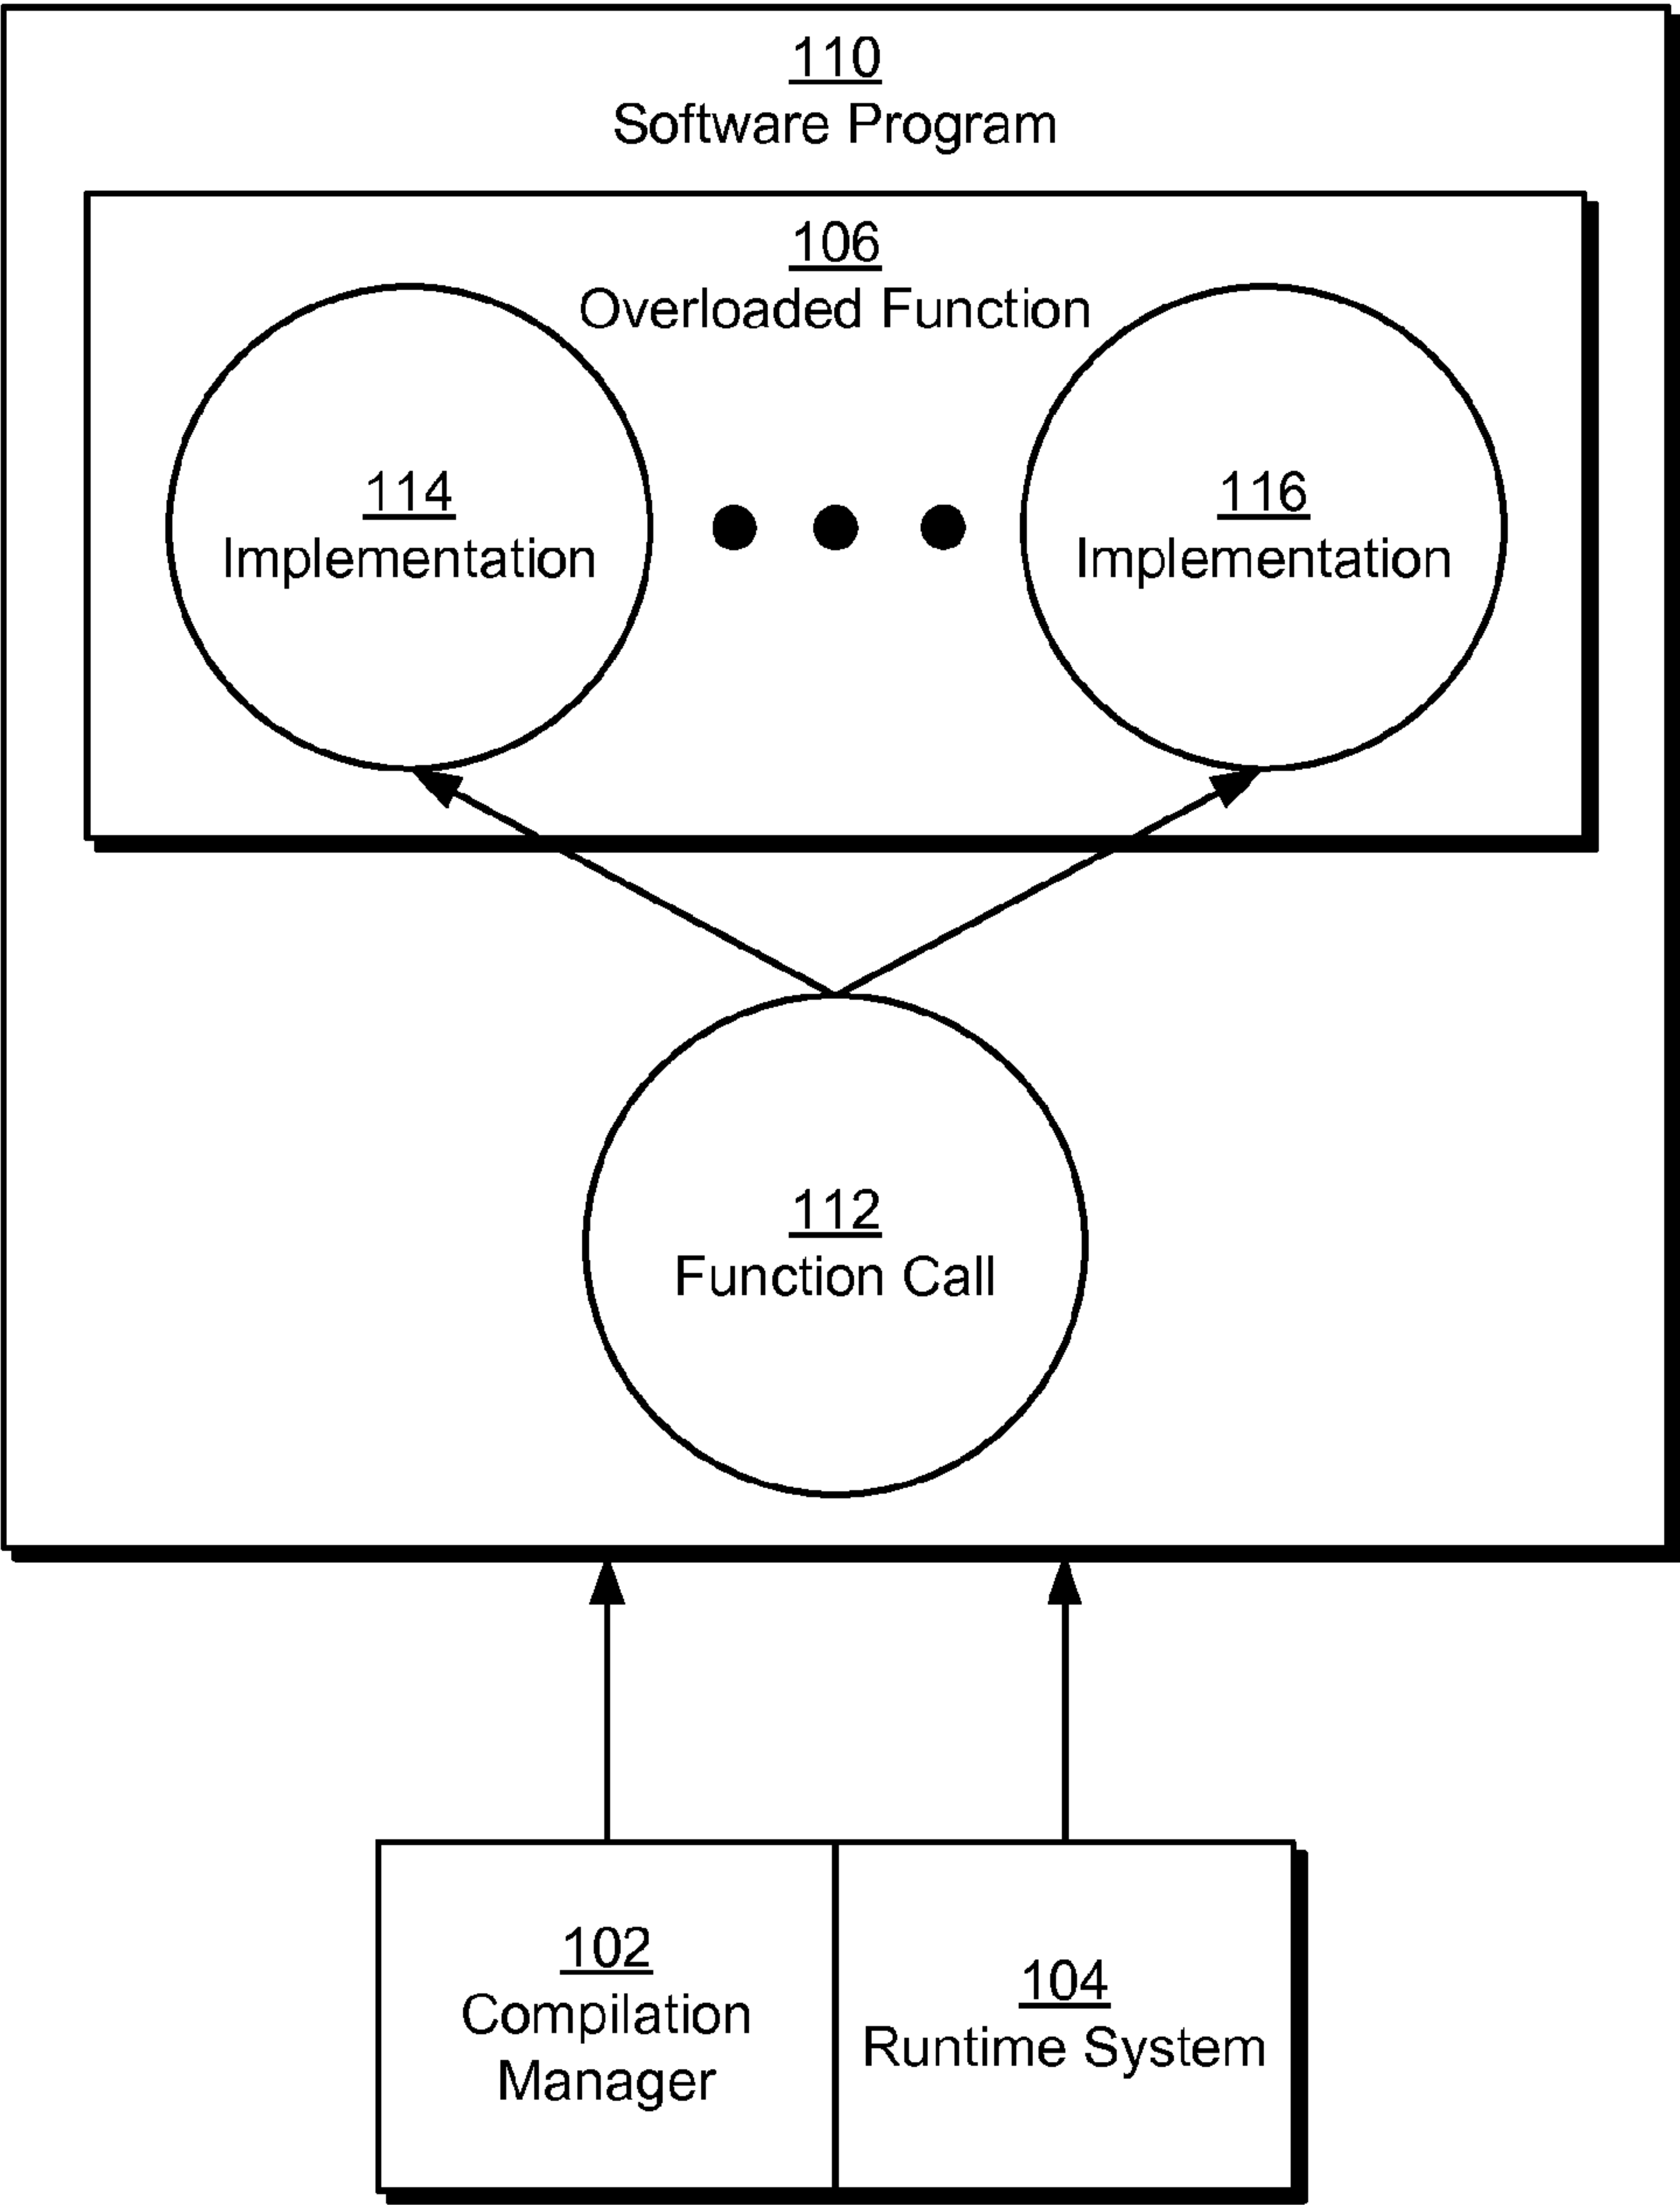 110
Software Program
106
Overloaded Function
114
Implementation
116
Implementation
112
Function Call
102
Compilation
Manager
104
Runtime System